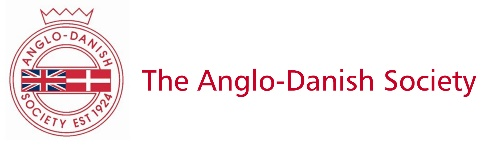 ANGLO-DANISH
SOCIETY EST 1924
The Anglo-Danish Society